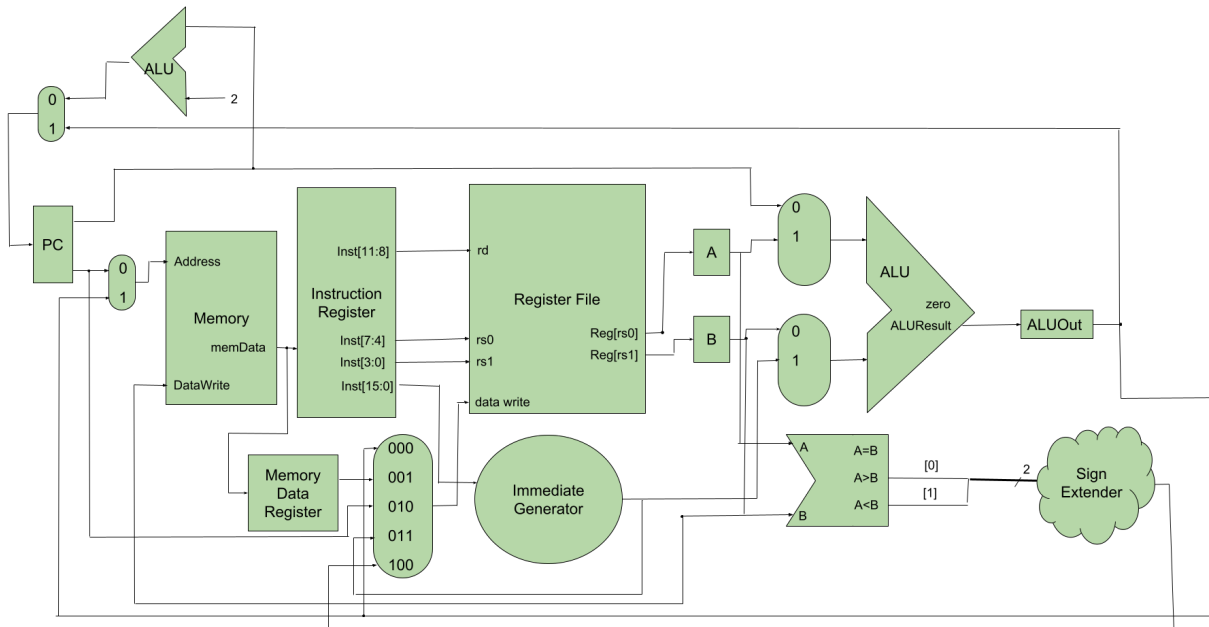 ALU
2
0
1
PC
0
1
Address
Memory
memData
DataWrite
Inst[11:8]
Instruction
Register
Inst[7:4]
Inst[3:0]
Inst[15:0]
rd
Register File
rs0
rs1
Reg[rs0]
Reg[rs1]
data write
A
B
0
1
0
1
ALU
zero
ALUResult
ALUOut
Memory
Data
Register
000
001
010
011
100
Immediate
Generator
A
B
A=B
A>B
A<B
[0]
[1]
2
Sign
Extender